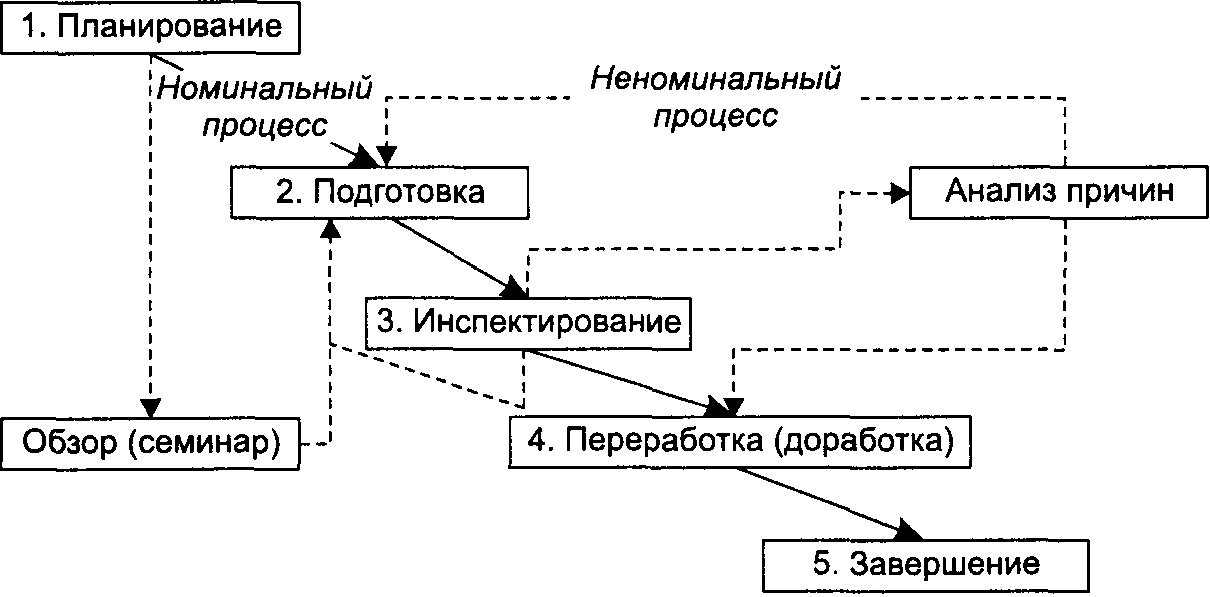 1. Планирование
Номинальный
процесс
Неноминальный
процесс
2. Подготовка
Анализ причин
3. Инспектирование
Обзор (семинар)
4. Переработка (доработка)
5. Завершение